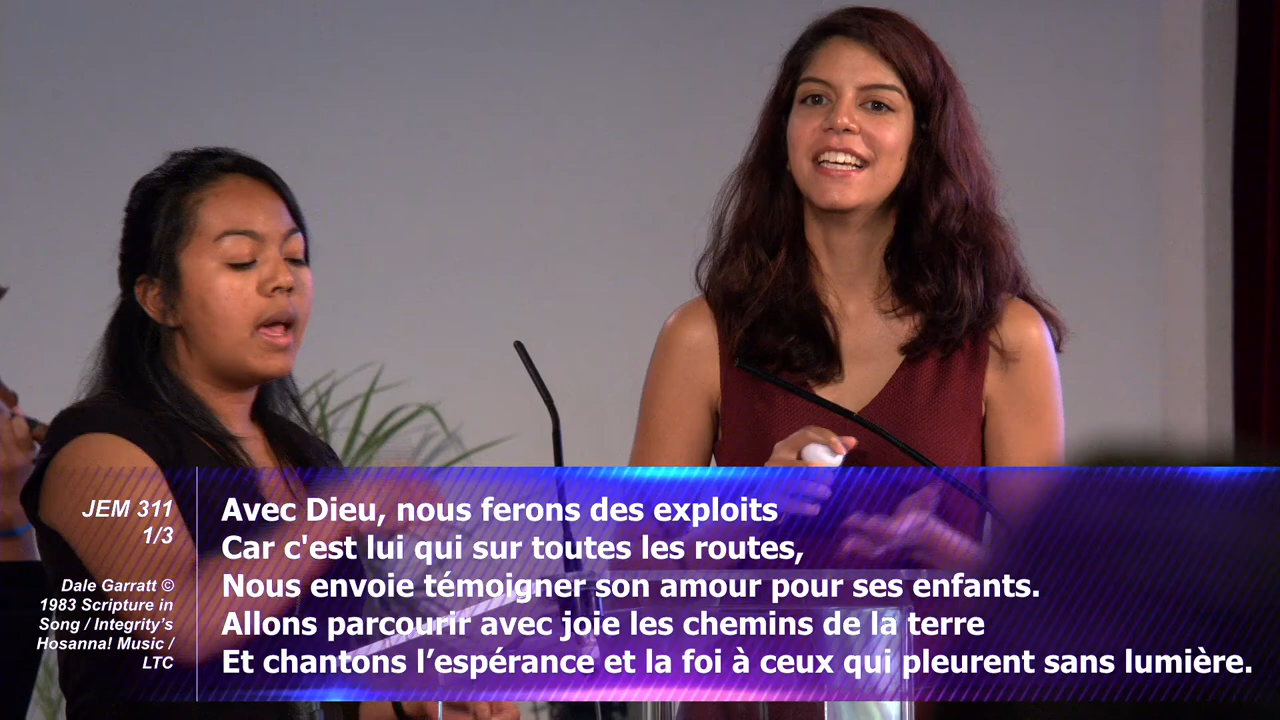 JEM 311
1/3
Dale Garratt ©
1983 Scripture in
Song / Integrity’s
Hosanna! Music /
LTC
Avec Dieu, nous ferons des exploits
Car c'est lui qui sur toutes les routes,
Nous envoie témoigner son amour pour ses enfants.
Allons parcourir avec joie les chemins de la terre
Et chantons l’espérance et la foi à ceux qui pleurent sans lumière.